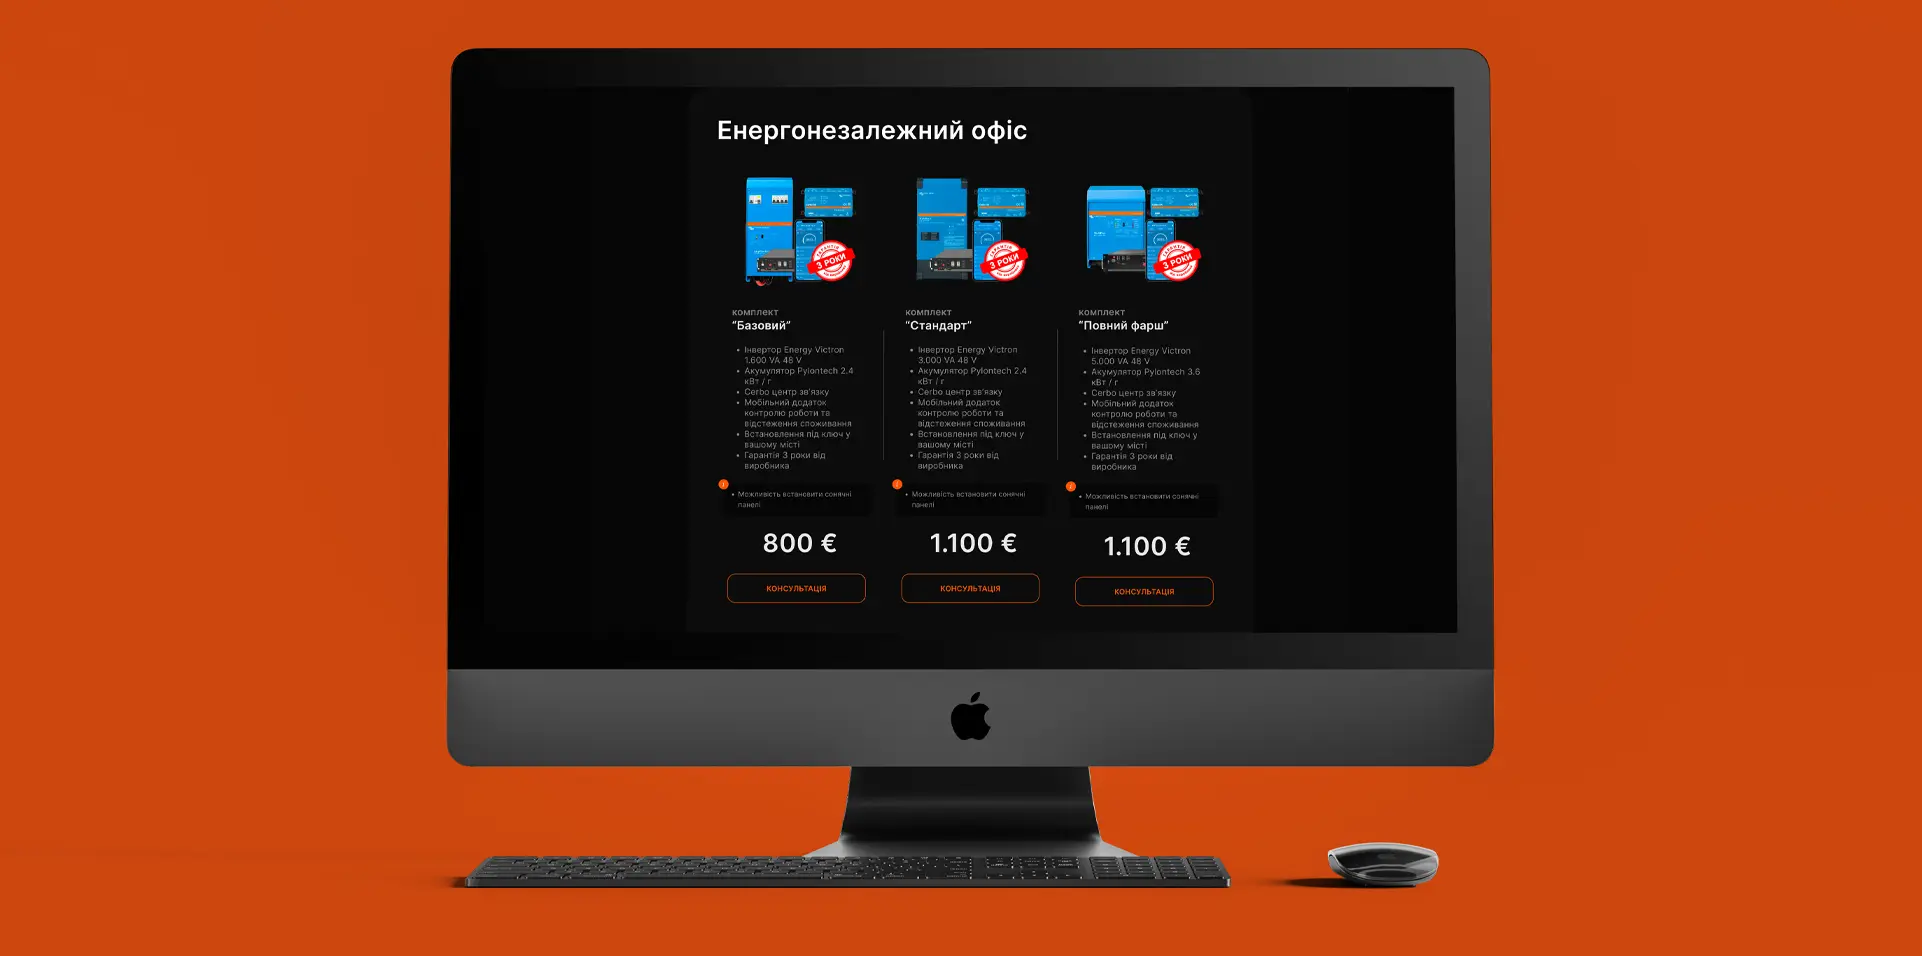 Енергонезалежний офіс
ГАРАНТІЯ
3 РОКИ
ГАРАНТІЯ
3 РОКИ
ГАРАНТІЯ
3 РОКИ
комплект
“Базовий”
Інвертор Energy Victron
1.600 VA 48 V
Акумулятор Pylontech 2.4
кВт / г
Cerbo центр зв'язку
Мобільний додаток
контролю роботи та
відстеження споживання
Встановлення під ключ у
вашому місті
Гарантія 3 роки від
виробника
Можливість встановити сонячні
панелі
800 €
КОНСУЛЬТАЦІЯ
комплект
“Стандарт”
Інвертор Energy Victron
3.000 VA 48 V
Акумулятор Pylontech 2.4
кВт / г
Cerbo центр зв'язку
Мобільний додаток
контролю роботи та
відстеження споживання
Встановлення під ключ у
вашому місті
Гарантія 3 роки від
виробника
Можливість встановити сонячні
панелі
1.100 €
КОНСУЛЬТАЦІЯ
комплект
“Повний фарш”
Інвертор Energy Victron
5.000 VA 48 V
Акумулятор Pylontech 3.6
кВт / г
Cerbo центр зв'язку
Мобільний додаток
контролю роботи та
відстеження споживання
Встановлення під ключ у
вашому місті
Гарантія 3 роки від
виробника
Можливість встановити сонячні
панелі
1.100 €
КОНСУЛЬТАЦІЯ